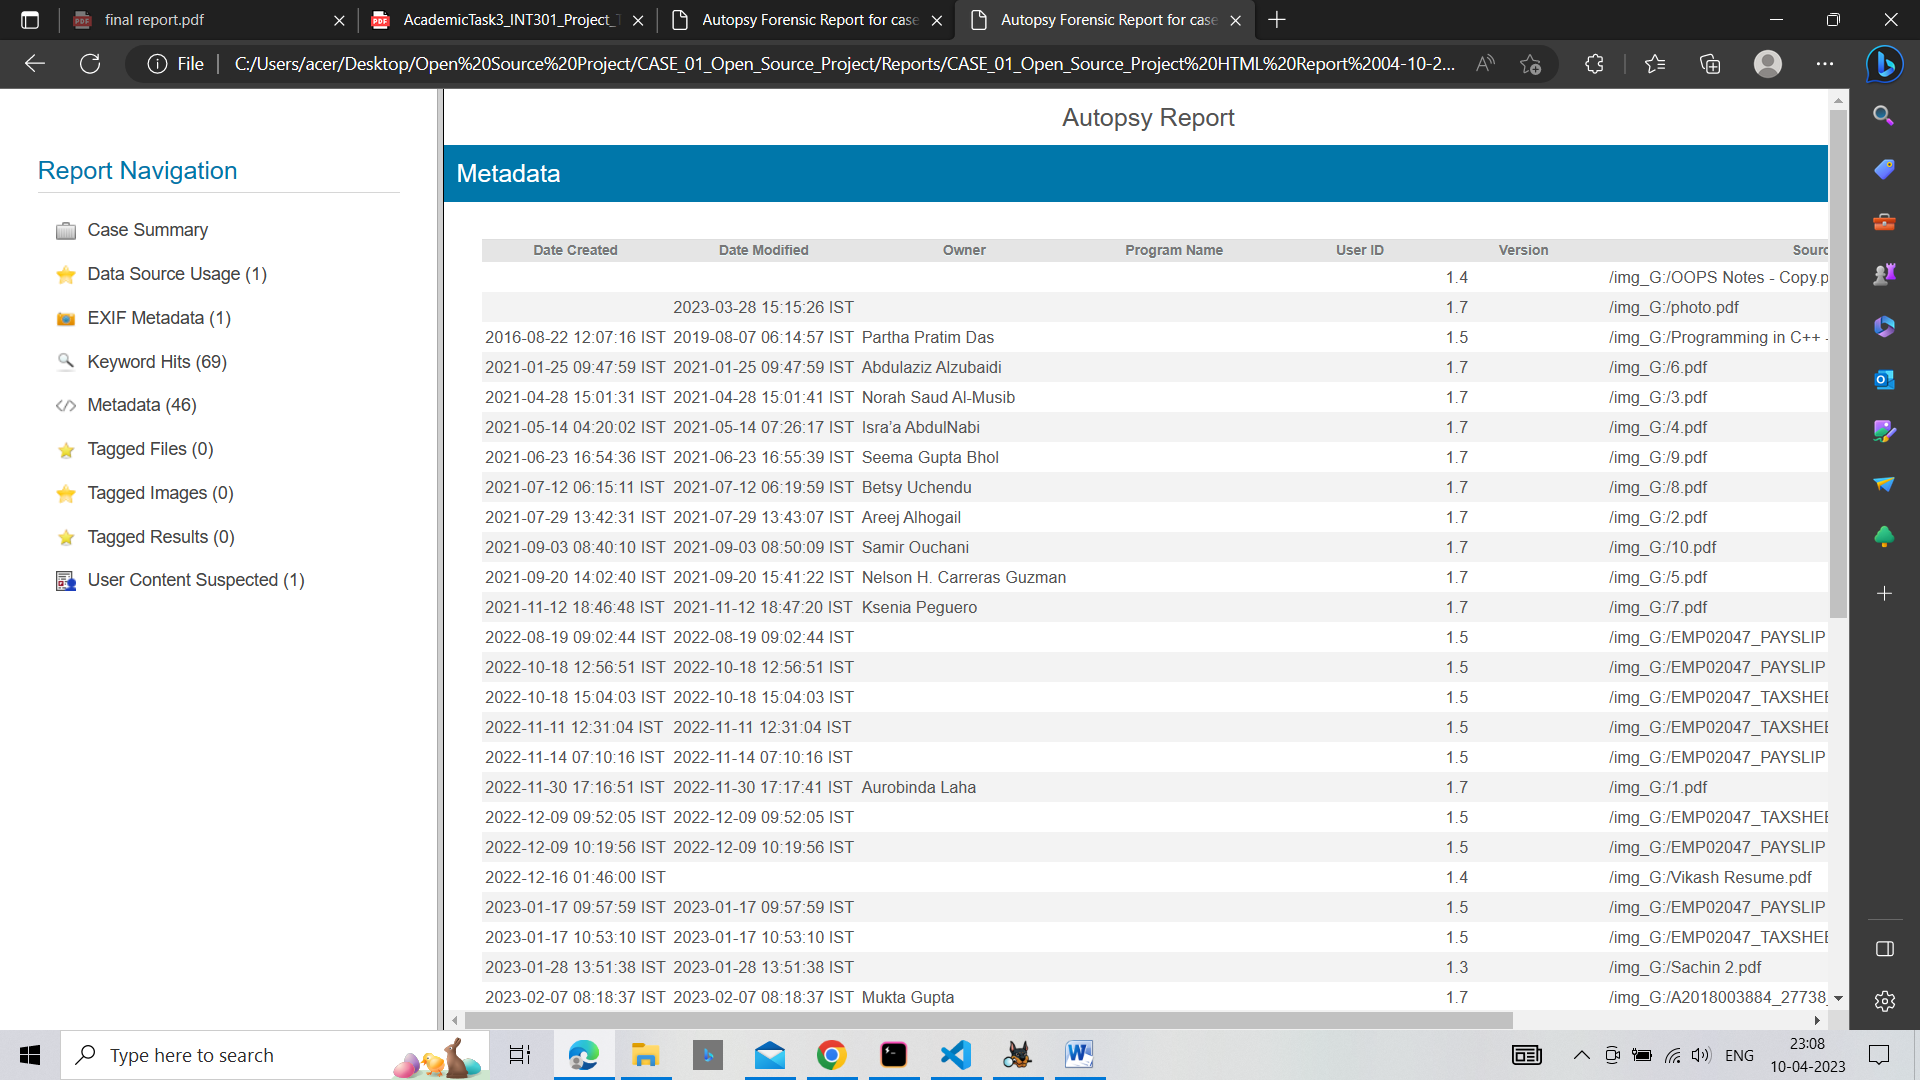 final report.pdf
AcademicTask3_INT301_Project_T
Autopsy Forensic Report for case
Autopsy Forensic Report for case
File
C:/Users/acer/Desktop/Open%20Source%20Project/CASE_01_Open_Source_Project/Reports/CASE_01_Open_Source_Project%20HTML%20Report%2004-10-2...
Autopsy Report
Report Navigation
Case Summary
Data Source Usage (1)
EXIF Metadata (1)
Keyword Hits (69)
Metadata (46)
Tagged Files (0)
Tagged Images (0)
Tagged Results (0)
User Content Suspected (1)
Metadata
Date Created Date Modified Owner Program Name User ID Version Sourc
1.4 /img_G:/OOPS Notes - Copy.p
2023-03-28 15:15:26 IST 1.7 /img_G:/photo.pdf
2016-08-22 12:07:16 IST 2019-08-07 06:14:57 IST Partha Pratim Das 1.5 /img_G:/Programming in C++ -
2021-01-25 09:47:59 IST 2021-01-25 09:47:59 IST Abdulaziz Alzubaidi 1.7 /img_G:/6.pdf
2021-04-28 15:01:31 IST 2021-04-28 15:01:41 IST Norah Saud Al-Musib 1.7 /img_G:/3.pdf
2021-05-14 04:20:02 IST 2021-05-14 07:26:17 IST Isra'a AbdulNabi 1.7 /img_G:/4.pdf
2021-06-23 16:54:36 IST 2021-06-23 16:55:39 IST Seema Gupta Bhol 1.7 /img_G:/9.pdf
2021-07-12 06:15:11 IST 2021-07-12 06:19:59 IST Betsy Uchendu 1.7 /img_G:/8.pdf
2021-07-29 13:42:31 IST 2021-07-29 13:43:07 IST Areej Alhogail 1.7 /img_G:/2.pdf
2021-09-03 08:40:10 IST 2021-09-03 08:50:09 IST Samir Ouchani 1.7 /img_G:/10.pdf
2021-09-20 14:02:40 IST 2021-09-20 15:41:22 IST Nelson H. Carreras Guzman 1.7 /img_G:/5.pdf
2021-11-12 18:46:48 IST 2021-11-12 18:47:20 IST Ksenia Peguero 1.7 /img_G:/7.pdf
2022-08-19 09:02:44 IST 2022-08-19 09:02:44 IST 1.5 /img_G:/EMP02047_PAYSLIP
2022-10-18 12:56:51 IST 2022-10-18 12:56:51 IST 1.5 /img_G:/EMP02047_PAYSLIP
2022-10-18 15:04:03 IST 2022-10-18 15:04:03 IST 1.5 /img_G:/EMP02047_TAXSHEE
2022-11-11 12:31:04 IST 2022-11-11 12:31:04 IST 1.5 /img_G:/EMP02047_TAXSHEE
2022-11-14 07:10:16 IST 2022-11-14 07:10:16 IST 1.5 /img_G:/EMP02047_PAYSLIP
2022-11-30 17:16:51 IST 2022-11-30 17:17:41 IST Aurobinda Laha 1.7 /img_G:/1.pdf
2022-12-09 09:52:05 IST 2022-12-09 09:52:05 IST 1.5 /img_G:/EMP02047_TAXSHEE
2022-12-09 10:19:56 IST 2022-12-09 10:19:56 IST 1.5 /img_G:/EMP02047_PAYSLIP
2022-12-16 01:46:00 IST 1.4 /img_G:/Vikash Resume.pdf
2023-01-17 09:57:59 IST 2023-01-17 09:57:59 IST 1.5 /img_G:/EMP02047_PAYSLIP
2023-01-17 10:53:10 IST 2023-01-17 10:53:10 IST 1.5 /img_G:/EMP02047_TAXSHEE
2023-01-28 13:51:38 IST 2023-01-28 13:51:38 IST 1.3 /img_G:/Sachin 2.pdf
2023-02-07 08:18:37 IST 2023-02-07 08:18:37 IST Mukta Gupta 1.7 /img_G:/A2018003884_27738_
Type here to search
ENG
23:08
10-04-2023